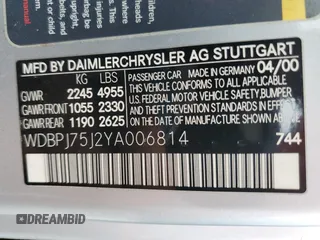 MFD BY DAIMLERCHRYSLER AG STUTTGART
KG LBS PASSENGER CAR MADE IN GERMANY 04/00
GVWR 2245 4955 THIS VEHICLE CONFORMS TO ALL APPLICABLE
GAWR FRONT 1055 2330 FEDERAL MOTOR VEHICLE SAFETY, BUMPER
GAWR REAR 1190 2625 AND THEFT PREVENTION STANDARDS IN EFFECT
ON THE DATE OF MANUFACTURE SHOWN ABOVE
WDBPJ75J2YA006814
744
DREAMBID